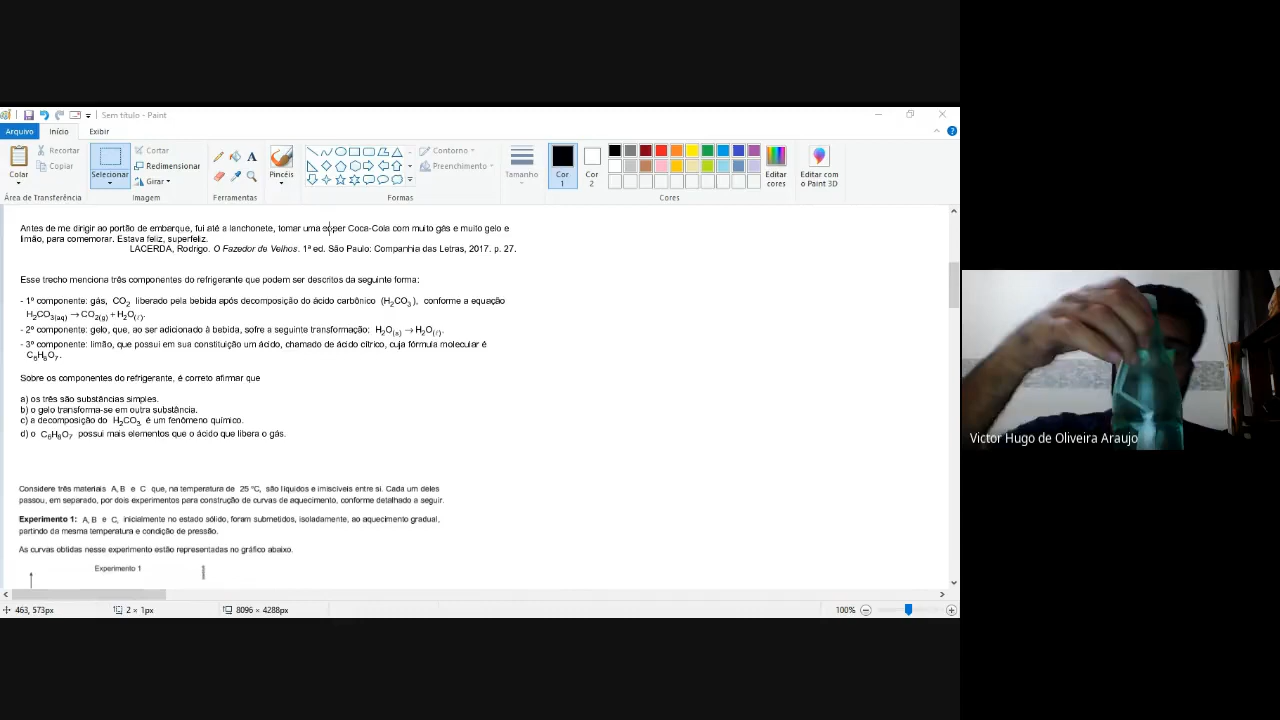 Sem título - Paint
Arquivo Início Exibir
Colar
Recortar
Copiar
Área de Transferência
Selecionar
Cortar
Redimensionar
Girar
Imagem
Ferramentas
Pincéis
Contorno
Preenchimento
Formas
Tamanho
Cor 1
Cor 2
Editar cores
Cores
Editar com o Paint 3D
Antes de me dirigir ao portão de embarque, fui até a lanchonete, tomar uma exper Coca-Cola com muito gás e muito gelo e
limão, para comemorar. Estava feliz, superfeliz.
LACERDA, Rodrigo. O Fazedor de Velhos. 1ª ed. São Paulo: Companhia das Letras, 2017. p. 27.
Esse trecho menciona três componentes do refrigerante que podem ser descritos da seguinte forma:
- 1º componente: gás, CO2 liberado pela bebida após decomposição do ácido carbônico (H2CO3), conforme a equação
H2CO3(aq) → CO2(g) + H2O(ℓ).
- 2º componente: gelo, que, ao ser adicionado à bebida, sofre a seguinte transformação: H2O(s) → H2O(ℓ).
- 3º componente: limão, que possui em sua constituição um ácido, chamado de ácido cítrico, cuja fórmula molecular é
C6H8O7.
Sobre os componentes do refrigerante, é correto afirmar que
a) os três são substâncias simples.
b) o gelo transforma-se em outra substância.
c) a decomposição do H2CO3 é um fenômeno químico.
d) o C6H8O7 possui mais elementos que o ácido que libera o gás.
Considere três materiais A, B e C que, na temperatura de 25 ºC, são líquidos e imiscíveis entre si. Cada um deles
passou, em separado, por dois experimentos para construção de curvas de aquecimento, conforme detalhado a seguir.
Experimento 1: A, B e C, inicialmente no estado sólido, foram submetidos, isoladamente, ao aquecimento gradual,
partindo da mesma temperatura e condição de pressão.
As curvas obtidas nesse experimento estão representadas no gráfico abaixo.
Experimento 1
463, 573px 2 × 1px 8096 × 4288px 100%
Victor Hugo de Oliveira Araujo